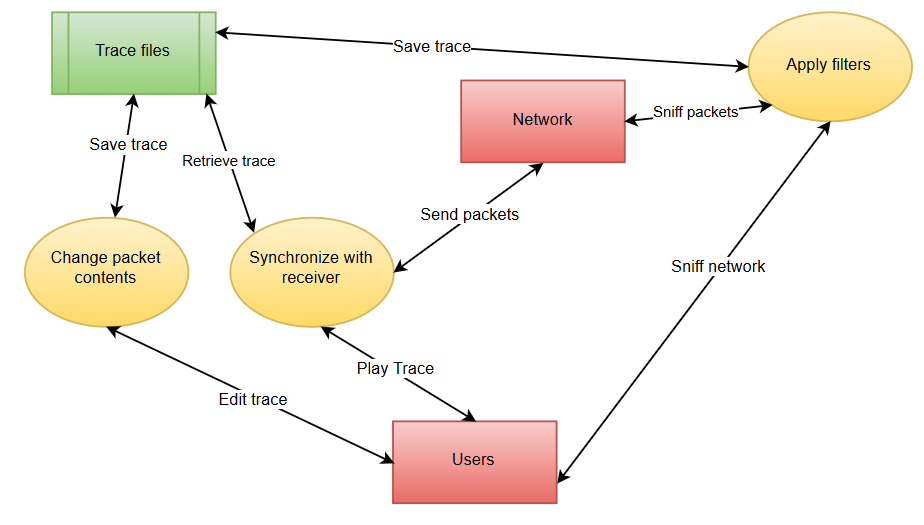 Trace files
Save trace
Apply filters
Network
Sniff packets
Save trace
Retrieve trace
Send packets
Change packet
contents
Synchronize with
receiver
Sniff network
Play Trace
Edit trace
Users